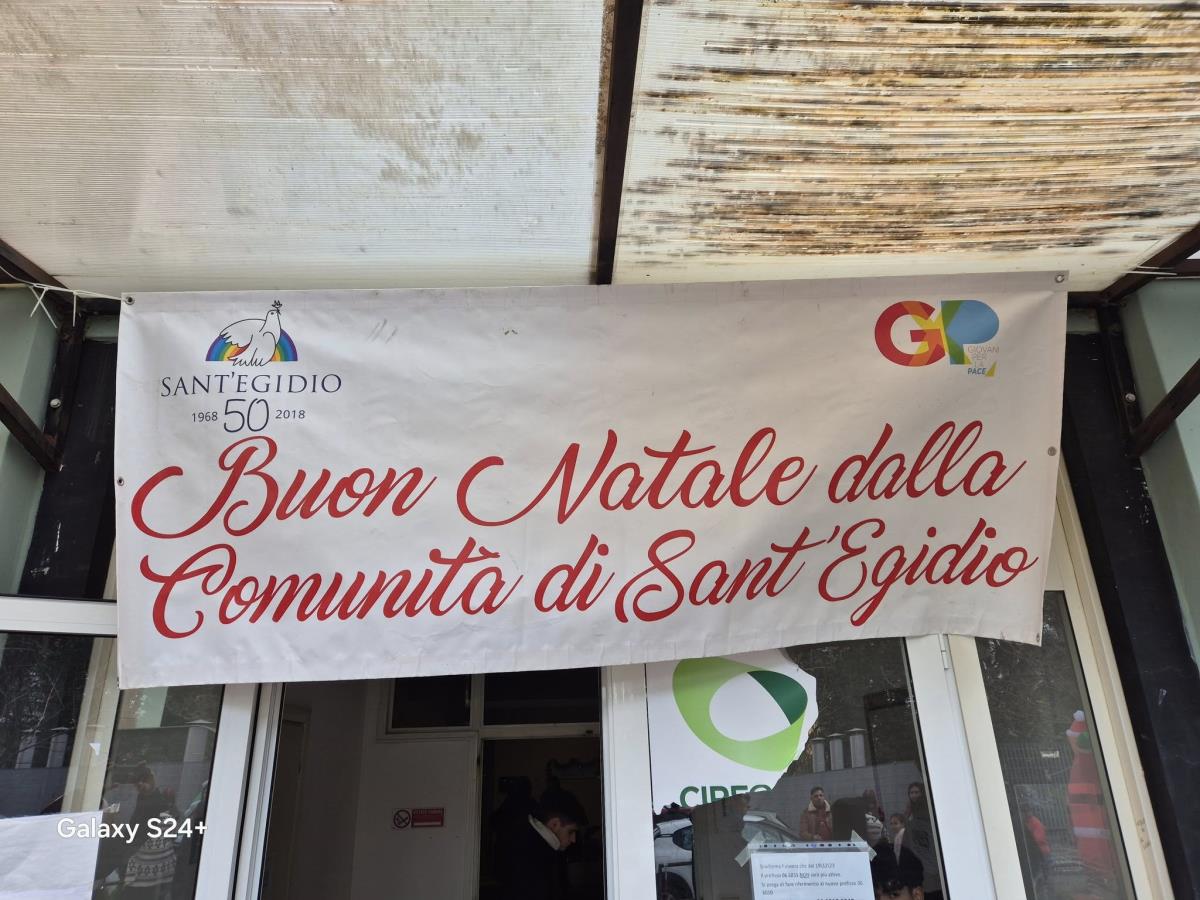 SANT'EGIDIO
1968 50 2018
GP
GIOVANI
PER
LA
PACE
Buon Natale dalla
Comunità di Sant'Egidio
Galaxy S24+